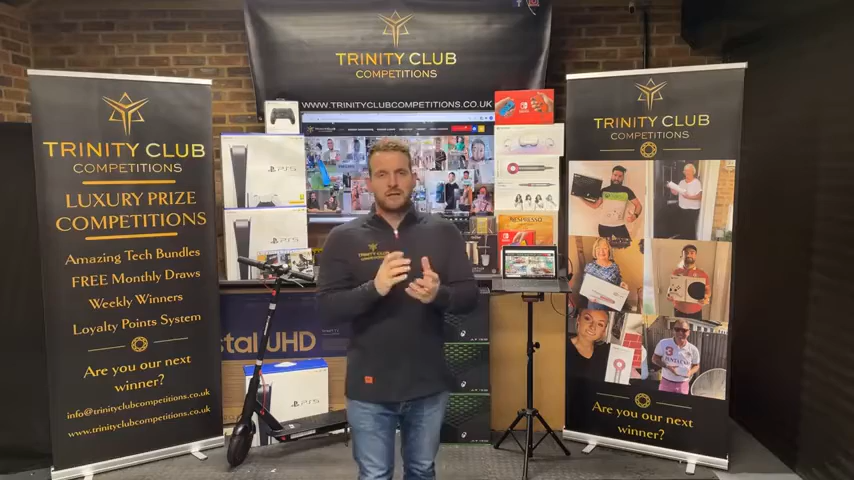 TRINITY CLUB
COMPETITIONS
WWW.TRINITYCLUBCOMPETITIONS.CO.UK
TRINITY CLUB
COMPETITIONS
LUXURY PRIZE
COMPETITIONS
Amazing Tech Bundles
FREE Monthly Draws
Weekly Winners
Loyalty Points System
Are you our next
winner?
info@trinityclubcompetitions.co.uk
www.trinityclubcompetitions.co.uk
PS5
PS5
UHD
PS5
TRINITY CLUB
NESPRESSO
TRINITY CLUB
COMPETITIONS
Are you our next
winner?